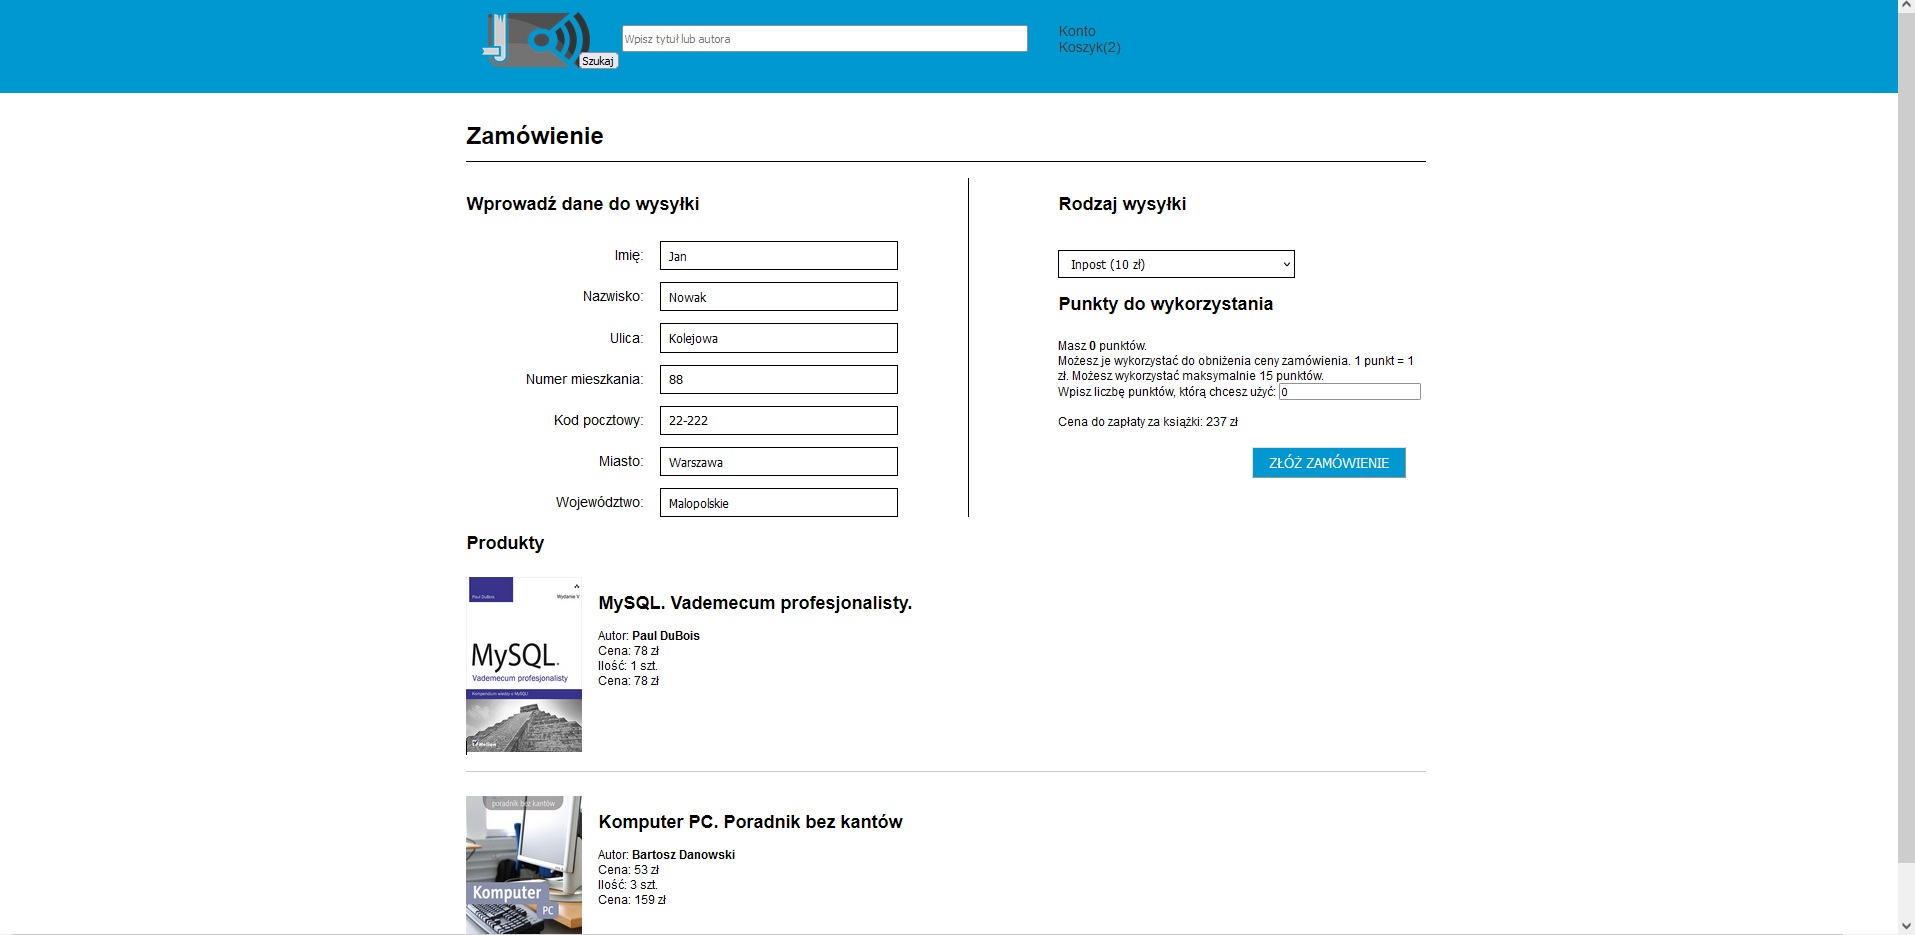 Szukaj
Wpisz tytuł lub autora
Konto
Koszyk(2)
Zamówienie
Wprowadź dane do wysyłki
Imię: Jan
Nazwisko: Nowak
Ulica: Kolejowa
Numer mieszkania: 88
Kod pocztowy: 22-222
Miasto: Warszawa
Województwo: Malopolskie
Rodzaj wysyłki
Inpost (10 zł)
Punkty do wykorzystania
Masz 0 punktów.
Możesz je wykorzystać do obniżenia ceny zamówienia. 1 punkt = 1
zł. Możesz wykorzystać maksymalnie 15 punktów.
Wpisz liczbę punktów, którą chcesz użyć: 0
Cena do zapłaty za książki: 237 zł
ZŁÓŻ ZAMÓWIENIE
Produkty
Paul DuBois
Wydanie V
MySQL.
Vademecum profesjonalisty
Kompendium wiedzy o MySQL!
Helion
MySQL. Vademecum profesjonalisty.
Autor: Paul DuBois
Cena: 78 zł
Ilość: 1 szt.
Cena: 78 zł
poradnik bez kantów
Komputer
PC
Komputer PC. Poradnik bez kantów
Autor: Bartosz Danowski
Cena: 53 zł
Ilość: 3 szt.
Cena: 159 zł